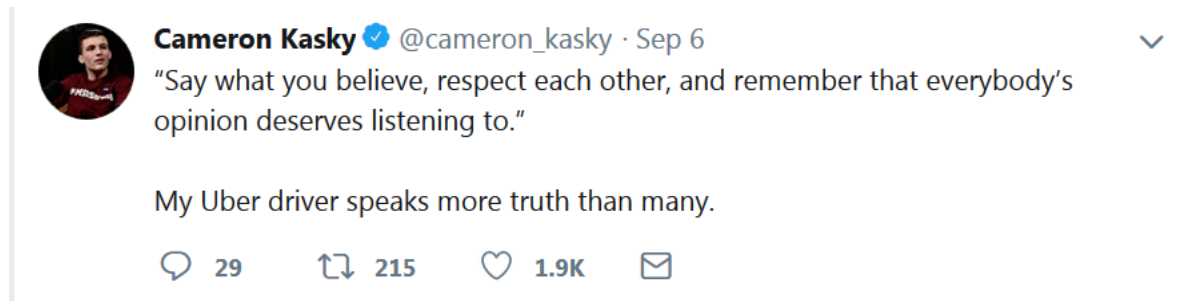 Cameron Kasky @cameron_kasky · Sep 6
“Say what you believe, respect each other, and remember that everybody’s
opinion deserves listening to.”
My Uber driver speaks more truth than many.
29 215 1.9K